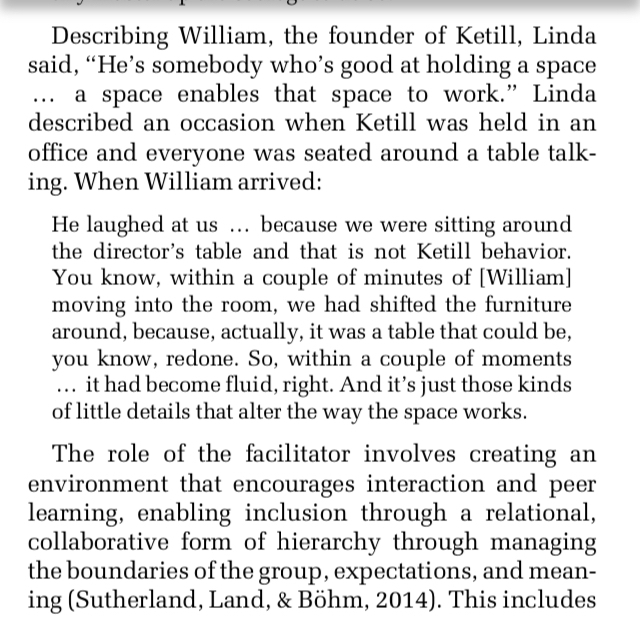 Describing William, the founder of Ketill, Linda
said, “He’s somebody who’s good at holding a space
… a space enables that space to work.” Linda
described an occasion when Ketill was held in an
office and everyone was seated around a table talk-
ing. When William arrived:
He laughed at us … because we were sitting around
the director’s table and that is not Ketill behavior.
You know, within a couple of minutes of [William]
moving into the room, we had shifted the furniture
around, because, actually, it was a table that could be,
you know, redone. So, within a couple of moments
… it had become fluid, right. And it’s just those kinds
of little details that alter the way the space works.
The role of the facilitator involves creating an
environment that encourages interaction and peer
learning, enabling inclusion through a relational,
collaborative form of hierarchy through managing
the boundaries of the group, expectations, and mean-
ing (Sutherland, Land, & Böhm, 2014). This includes